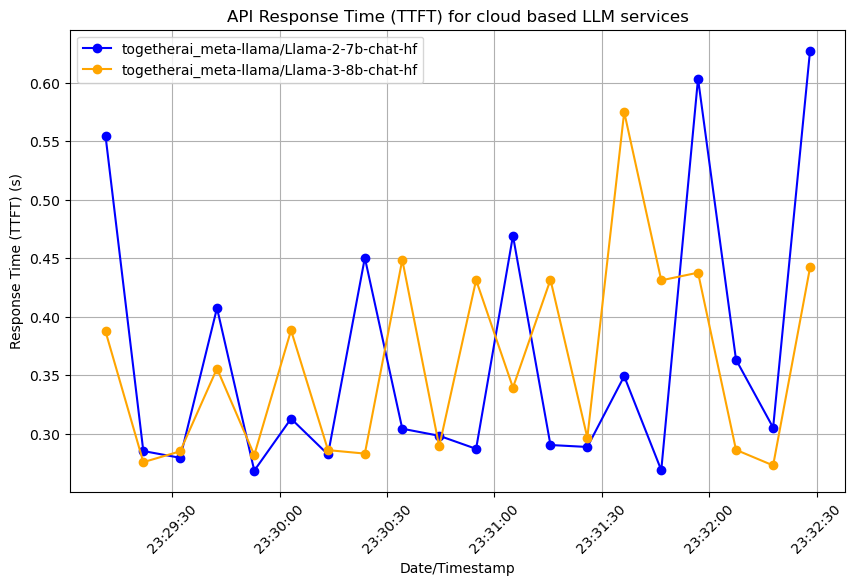 API Response Time (TTFT) for cloud based LLM services
togetherai_meta-llama/Llama-2-7b-chat-hf
togetherai_meta-llama/Llama-3-8b-chat-hf
Response Time (TTFT) (s)
0.60
0.55
0.50
0.45
0.40
0.35
0.30
23:29:30
23:30:00
23:30:30
23:31:00
23:31:30
23:32:00
23:32:30
Date/Timestamp